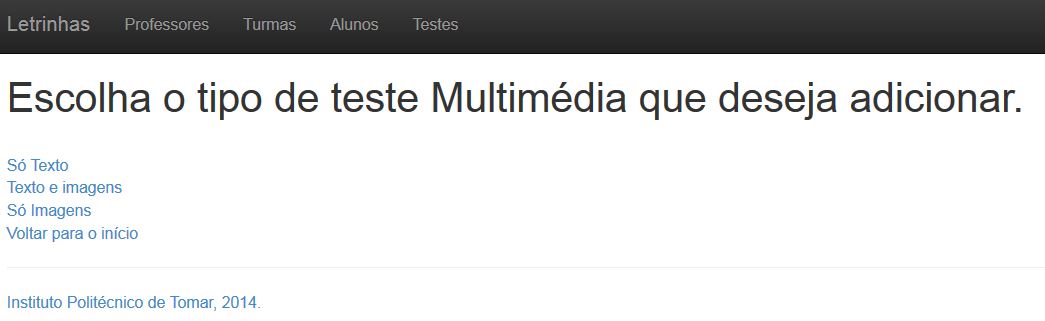 Letrinhas Professores Turmas Alunos Testes
Escolha o tipo de teste Multimédia que deseja adicionar.
Só Texto
Texto e imagens
Só Imagens
Voltar para o início
Instituto Politécnico de Tomar, 2014.